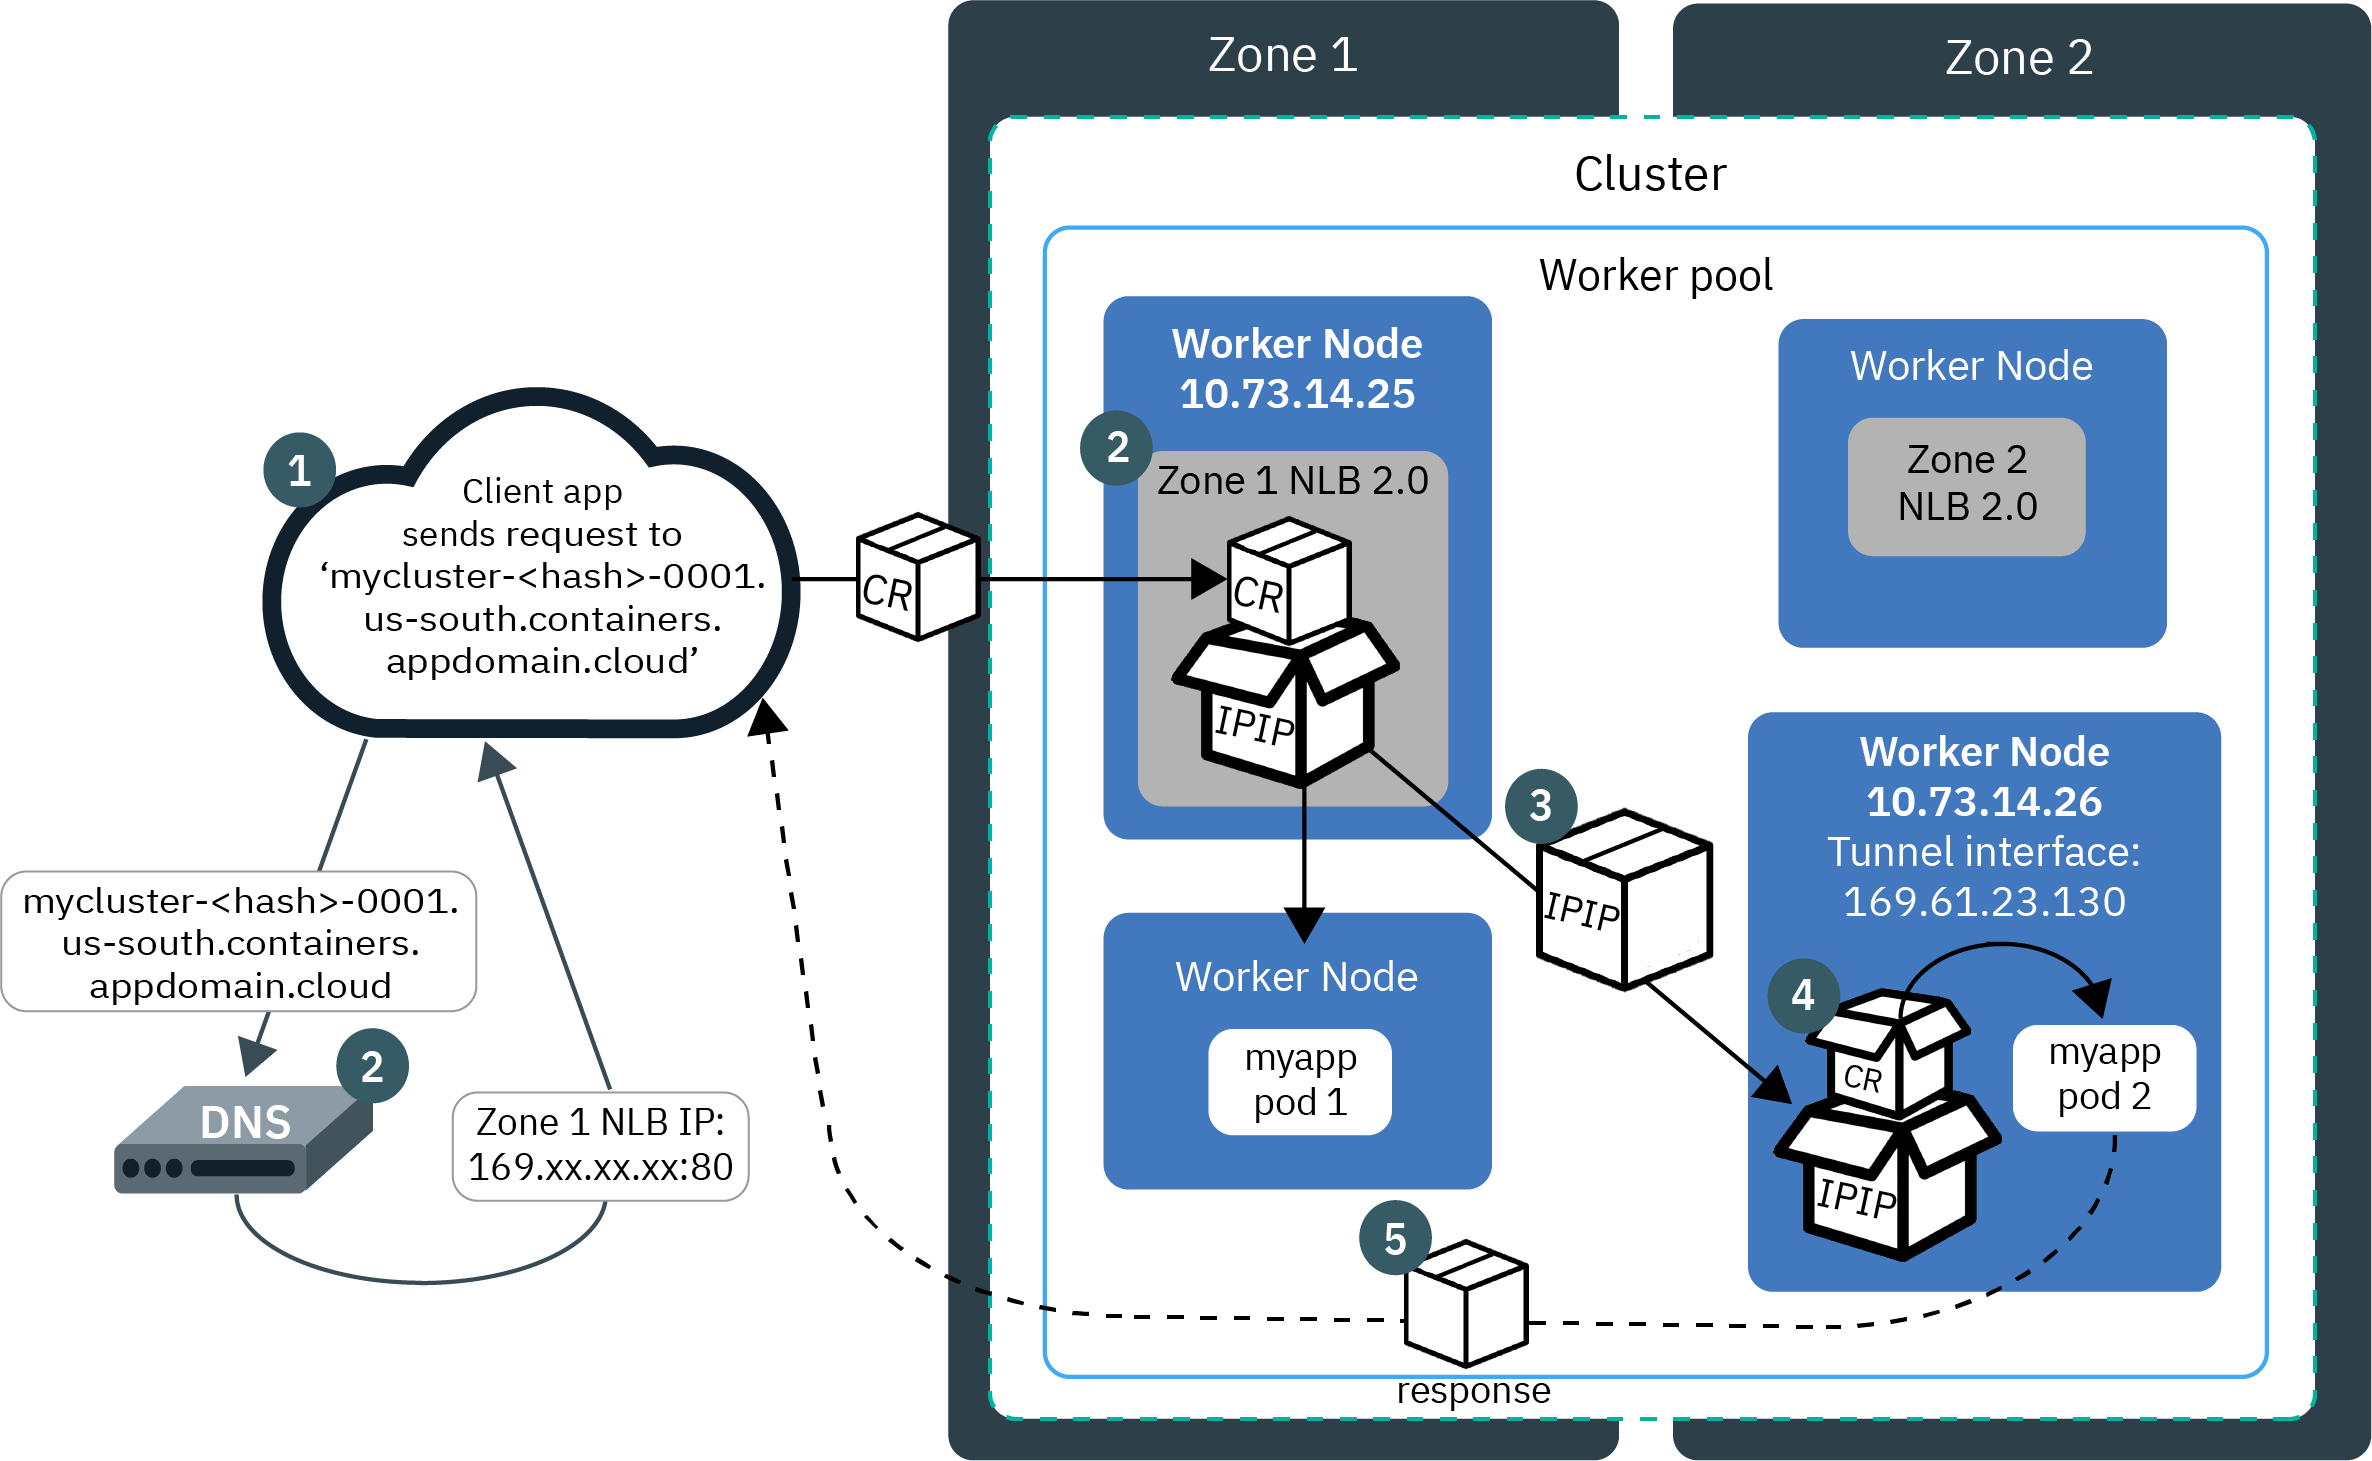 Zone 1
Zone 2
Cluster
Worker pool
Worker Node
10.73.14.25
2
Zone 1 NLB 2.0
CR
IPIP
Worker Node
Zone 2
NLB 2.0
1
Client app
sends request to
‘mycluster-<hash>-0001.
us-south.containers.
appdomain.cloud’
CR
3
IPIP
Worker Node
10.73.14.26
Tunnel interface:
169.61.23.130
4
CR
IPIP
myapp
pod 2
Worker Node
myapp
pod 1
mycluster-<hash>-0001.
us-south.containers.
appdomain.cloud
2
DNS
Zone 1 NLB IP:
169.xx.xx.xx:80
5
response